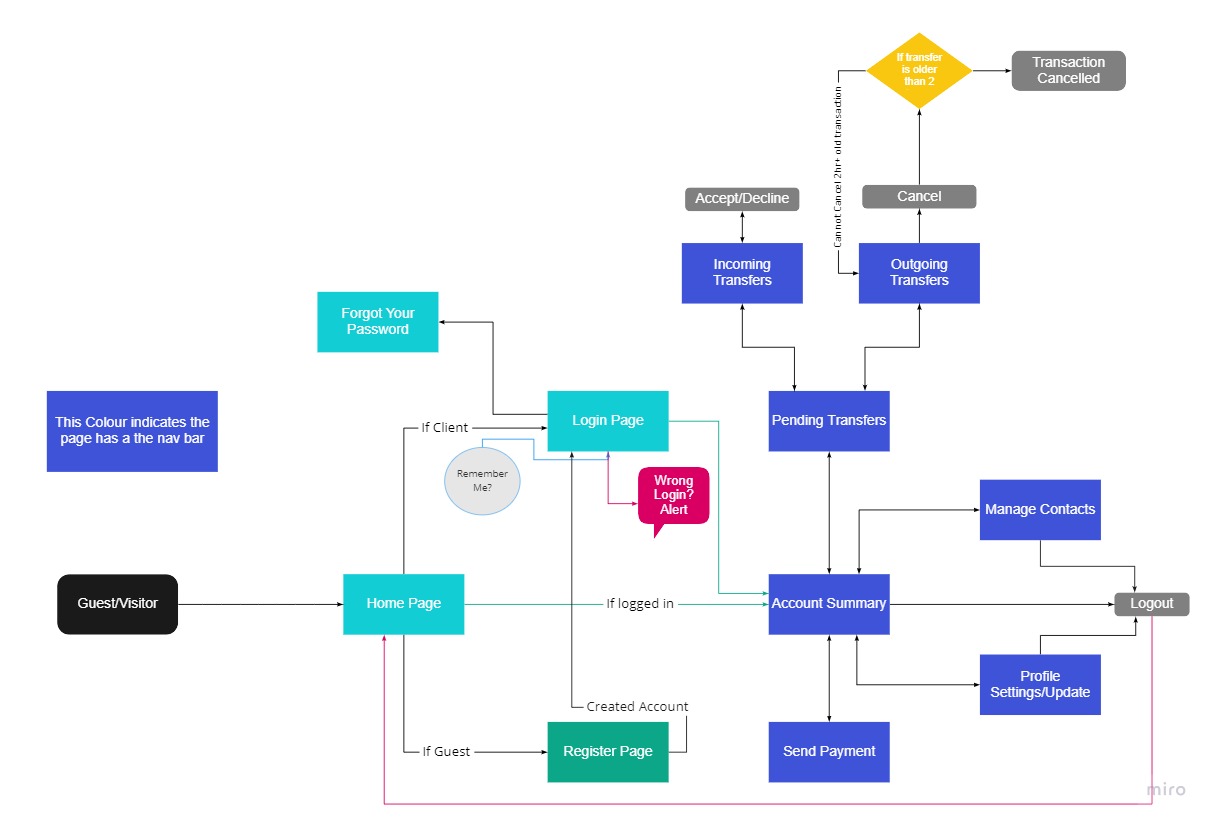 If transfer
is older
than 2
Transaction
Cancelled
Cannot Cancel 2hr+ old transaction
Accept/Decline
Cancel
Incoming
Transfers
Outgoing
Transfers
Forgot Your
Password
This Colour indicates the
page has a the nav bar
If Client
Login Page
Pending Transfers
Remember
Me?
Wrong
Login?
Alert
Manage Contacts
Guest/Visitor
Home Page
If logged in
Account Summary
Logout
Profile
Settings/Update
Created Account
If Guest
Register Page
Send Payment
miro